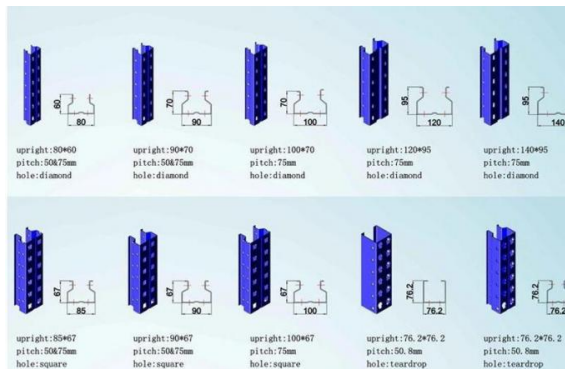 60
80
70
90
70
100
95
120
95
140
upright:80*60
pitch:50&75mm
hole:diamond
upright:90*70
pitch:50&75mm
hole:diamond
upright:100*70
pitch:75mm
hole:diamond
upright:120*95
pitch:75mm
hole:diamond
upright:140*95
pitch:75mm
hole:diamond
67
85
67
90
67
100
76.2
76.2
76.2
76.2
upright:85*67
pitch:50&75mm
hole:square
upright:90*67
pitch:50&75mm
hole:square
upright:100*67
pitch:75mm
hole:square
upright:76.2*76.2
pitch:50.8mm
hole:teardrop
upright:76.2*76.2
pitch:50.8mm
hole:teardrop